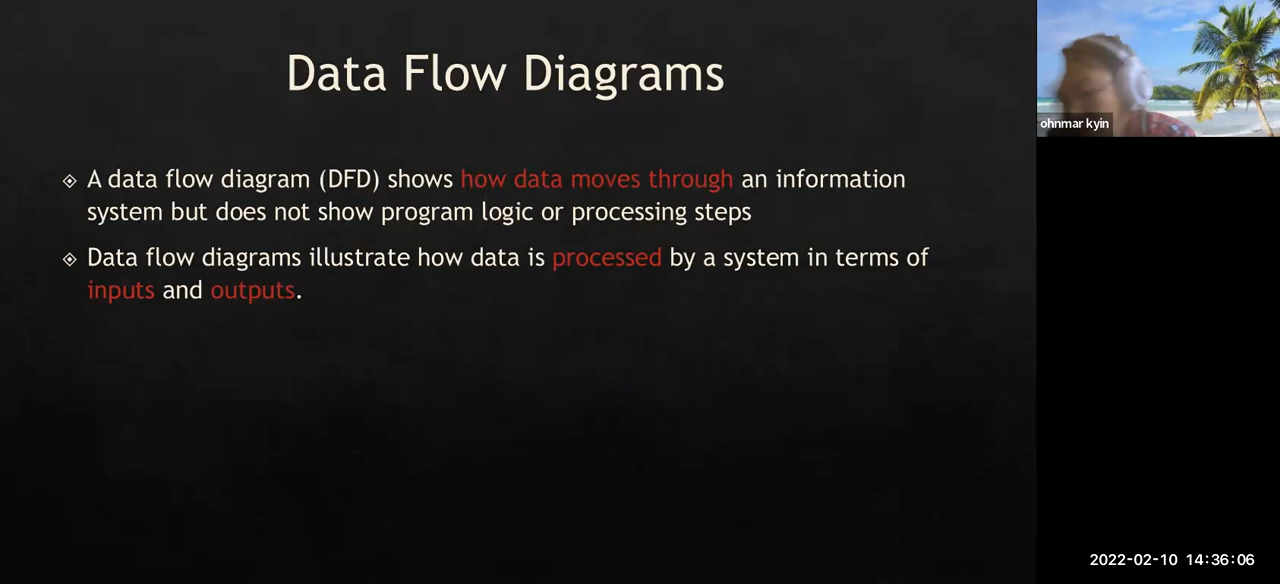 Data Flow Diagrams
A data flow diagram (DFD) shows how data moves through an information
system but does not show program logic or processing steps
Data flow diagrams illustrate how data is processed by a system in terms of
inputs and outputs.
ohnmar kyin
2022-02-10 14:36:06